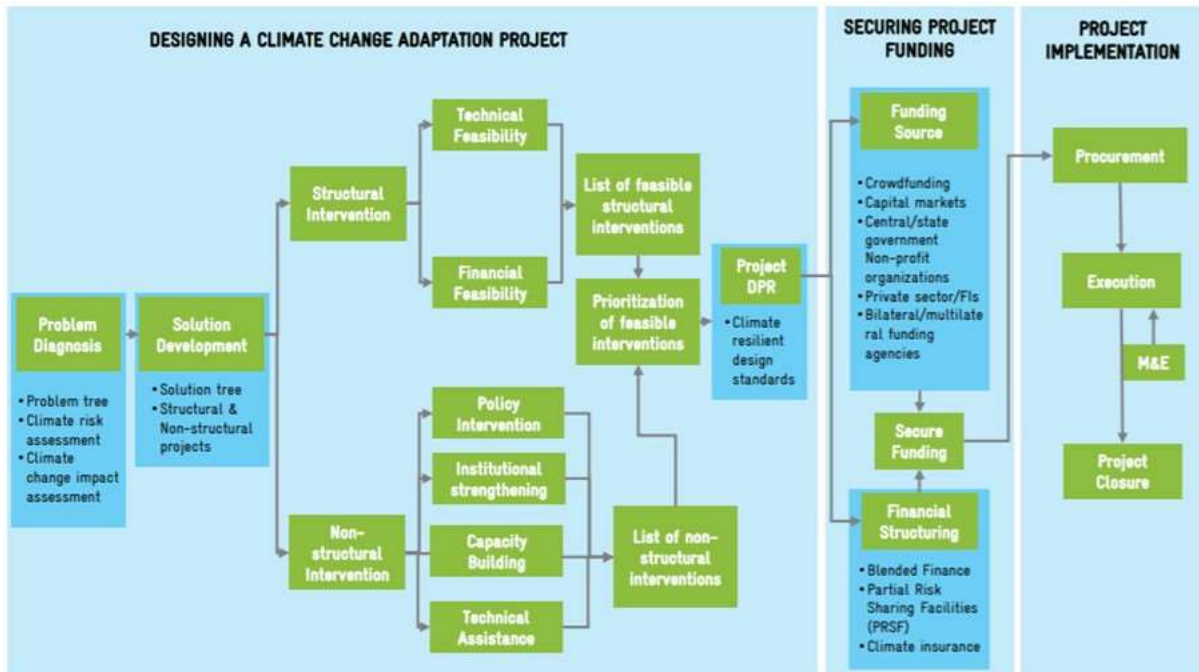 DESIGNING A CLIMATE CHANGE ADAPTATION PROJECT
Problem
Diagnosis
• Problem tree
• Climate risk
assessment
• Climate
change impact
assessment
Solution
Development
• Solution tree
• Structural &
Non-structural
projects
Structural
Intervention
Non-
structural
Intervention
Technical
Feasibility
Financial
Feasibility
Policy
Intervention
Institutional
strengthening
Capacity
Building
Technical
Assistance
List of feasible
structural
interventions
Prioritization
of feasible
interventions
List of non-
structural
interventions
Project
DPR
• Climate
resilient
design
standards
SECURING PROJECT
FUNDING
Funding
Source
• Crowdfunding
• Capital markets
• Central/state
government
Non-profit
organizations
• Private sector/FIs
• Bilateral/multilate
ral funding
agencies
Secure
Funding
Financial
Structuring
• Blended Finance
• Partial Risk
Sharing Facilities
(PRSF)
• Climate insurance
PROJECT
IMPLEMENTATION
Procurement
Execution
M&E
Project
Closure